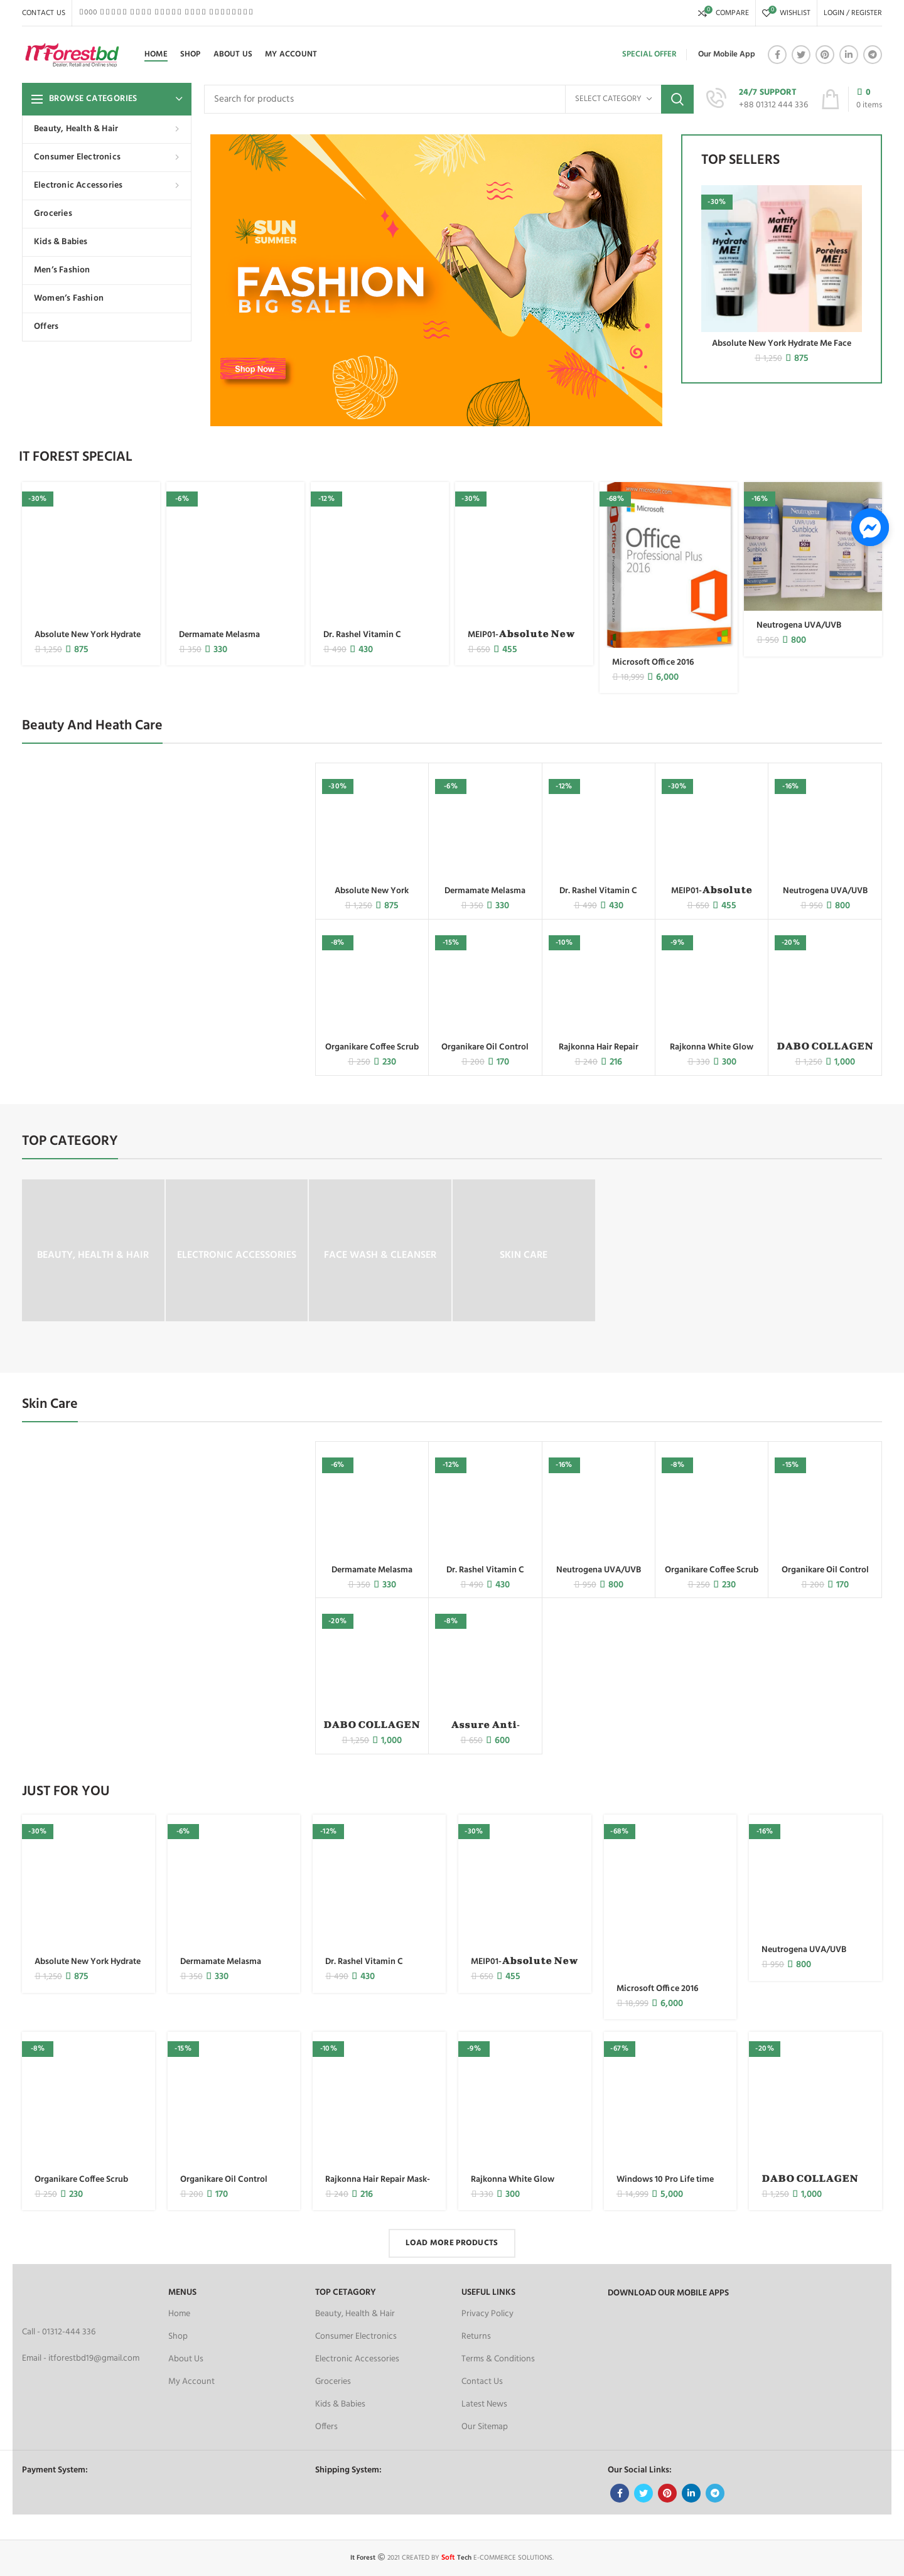 CONTACT US
COMPARE 0
WISHLIST 0
LOGIN / REGISTER
ITForestbd
Dealer, Retail and Online shop
HOME SHOP ABOUT US MY ACCOUNT
SPECIAL OFFER
Our Mobile App
BROWSE CATEGORIES
Search for products
SELECT CATEGORY
24/7 SUPPORT
+88 01312 444 336
0
0 items
Beauty, Health & Hair
Consumer Electronics
Electronic Accessories
Groceries
Kids & Babies
Men's Fashion
Women's Fashion
Offers
SUN
SUMMER
FASHION
BIG SALE
Shop Now
TOP SELLERS
-30%
Hydrate ME!
Mattify ME!
Poreless ME!
Absolute New York Hydrate Me Face
1,250 875
IT FOREST SPECIAL
-30% -6% -12% -30% -68% -16%
Microsoft
Office
Professional Plus
2016
Neutrogena
Absolute New York Hydrate
1,250 875
Dermamate Melasma
350 330
Dr. Rashel Vitamin C
490 430
MEIP01-𝐀𝐛𝐬𝐨𝐥𝐮𝐭𝐞 𝐍𝐞𝐰
650 455
Microsoft Office 2016
18,999 6,000
Neutrogena UVA/UVB
950 800
Beauty And Heath Care
-30% -6% -12% -30% -16%
Absolute New York
1,250 875
Dermamate Melasma
350 330
Dr. Rashel Vitamin C
490 430
MEIP01-𝐀𝐛𝐬𝐨𝐥𝐮𝐭𝐞
650 455
Neutrogena UVA/UVB
950 800
-8% -15% -10% -9% -20%
Organikare Coffee Scrub
250 230
Organikare Oil Control
200 170
Rajkonna Hair Repair
240 216
Rajkonna White Glow
330 300
𝐃𝐀𝐁𝐎 𝐂𝐎𝐋𝐋𝐀𝐆𝐄𝐍
1,250 1,000
TOP CATEGORY
BEAUTY, HEALTH & HAIR
ELECTRONIC ACCESSORIES
FACE WASH & CLEANSER
SKIN CARE
Skin Care
-6% -12% -16% -8% -15%
Dermamate Melasma
350 330
Dr. Rashel Vitamin C
490 430
Neutrogena UVA/UVB
950 800
Organikare Coffee Scrub
250 230
Organikare Oil Control
200 170
-20% -8%
𝐃𝐀𝐁𝐎 𝐂𝐎𝐋𝐋𝐀𝐆𝐄𝐍
1,250 1,000
𝐀𝐬𝐬𝐮𝐫𝐞 𝐀𝐧𝐭𝐢-
650 600
JUST FOR YOU
-30% -6% -12% -30% -68% -16%
Absolute New York Hydrate
1,250 875
Dermamate Melasma
350 330
Dr. Rashel Vitamin C
490 430
MEIP01-𝐀𝐛𝐬𝐨𝐥𝐮𝐭𝐞 𝐍𝐞𝐰
650 455
Microsoft Office 2016
18,999 6,000
Neutrogena UVA/UVB
950 800
-8% -15% -10% -9% -67% -20%
Organikare Coffee Scrub
250 230
Organikare Oil Control
200 170
Rajkonna Hair Repair Mask-
240 216
Rajkonna White Glow
330 300
Windows 10 Pro Life time
14,999 5,000
𝐃𝐀𝐁𝐎 𝐂𝐎𝐋𝐋𝐀𝐆𝐄𝐍
1,250 1,000
LOAD MORE PRODUCTS
Call - 01312-444 336
Email - itforestbd19@gmail.com
MENUS
Home
Shop
About Us
My Account
TOP CETAGORY
Beauty, Health & Hair
Consumer Electronics
Electronic Accessories
Groceries
Kids & Babies
Offers
USEFUL LINKS
Privacy Policy
Returns
Terms & Conditions
Contact Us
Latest News
Our Sitemap
DOWNLOAD OUR MOBILE APPS
Payment System:
Shipping System:
Our Social Links:
It Forest © 2021 CREATED BY Soft Tech E-COMMERCE SOLUTIONS.